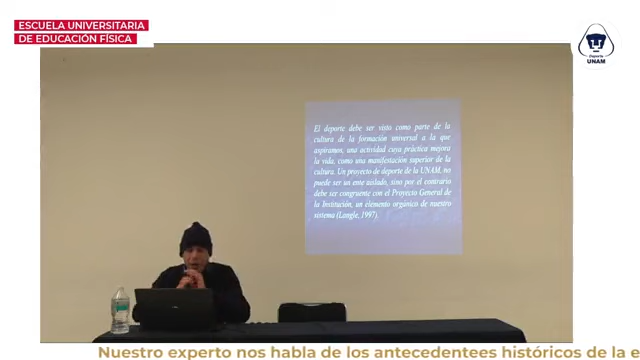 ESCUELA UNIVERSITARIA
DE EDUCACIÓN FÍSICA
Deporte
UNAM
El deporte debe ser visto como parte de la
cultura de la formación universal a la que
aspiramos, una actividad cuya práctica mejora
la vida, como una manifestación superior de la
cultura. Un proyecto de deporte de la UNAM, no
puede ser un ente aislado, sino por el contrario
debe ser congruente con el Proyecto General de
la Institución, un elemento orgánico de nuestro
sistema (Langle, 1997).
Nuestro experto nos habla de los antecedentees históricos de la e